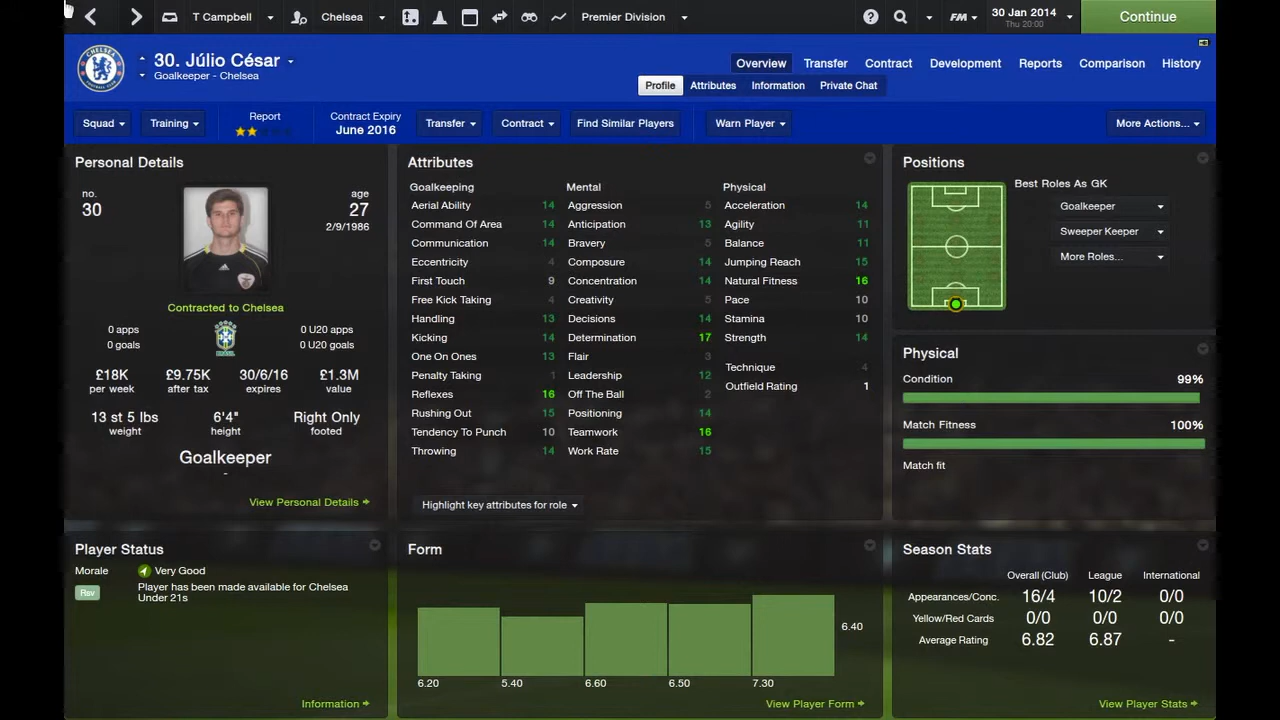 T Campbell
Chelsea
Premier Division
FM
30 Jan 2014
Thu 20:00
Continue
30. Júlio César
Goalkeeper - Chelsea
Overview Transfer Contract Development Reports Comparison History
Profile Attributes Information Private Chat
Squad
Training
Report
Contract Expiry
June 2016
Transfer
Contract
Find Similar Players
Warn Player
More Actions...
Personal Details
no.
30
age
27
2/9/1986
Contracted to Chelsea
0 apps
0 goals
BRASIL
0 U20 apps
0 U20 goals
£18K
per week
£9.75K
after tax
30/6/16
expires
£1.3M
value
13 st 5 lbs
weight
6'4"
height
Right Only
footed
Goalkeeper
-
View Personal Details
Attributes
Goalkeeping
Aerial Ability 14
Command Of Area 14
Communication 14
Eccentricity 4
First Touch 9
Free Kick Taking 4
Handling 13
Kicking 14
One On Ones 13
Penalty Taking 1
Reflexes 16
Rushing Out 15
Tendency To Punch 10
Throwing 14
Mental
Aggression 5
Anticipation 13
Bravery 5
Composure 14
Concentration 14
Creativity 5
Decisions 14
Determination 17
Flair 3
Leadership 12
Off The Ball 2
Positioning 14
Teamwork 16
Work Rate 15
Physical
Acceleration 14
Agility 11
Balance 11
Jumping Reach 15
Natural Fitness 16
Pace 10
Stamina 10
Strength 14
Technique 4
Outfield Rating 1
Highlight key attributes for role
Positions
Best Roles As GK
Goalkeeper
Sweeper Keeper
More Roles...
Physical
Condition 99%
Match Fitness 100%
Match fit
Player Status
Morale Very Good
Rsv Player has been made available for Chelsea
Under 21s
Information
Form
6.40
6.20 5.40 6.60 6.50 7.30
View Player Form
Season Stats
Overall (Club) League International
Appearances/Conc. 16/4 10/2 0/0
Yellow/Red Cards 0/0 0/0 0/0
Average Rating 6.82 6.87 -
View Player Stats